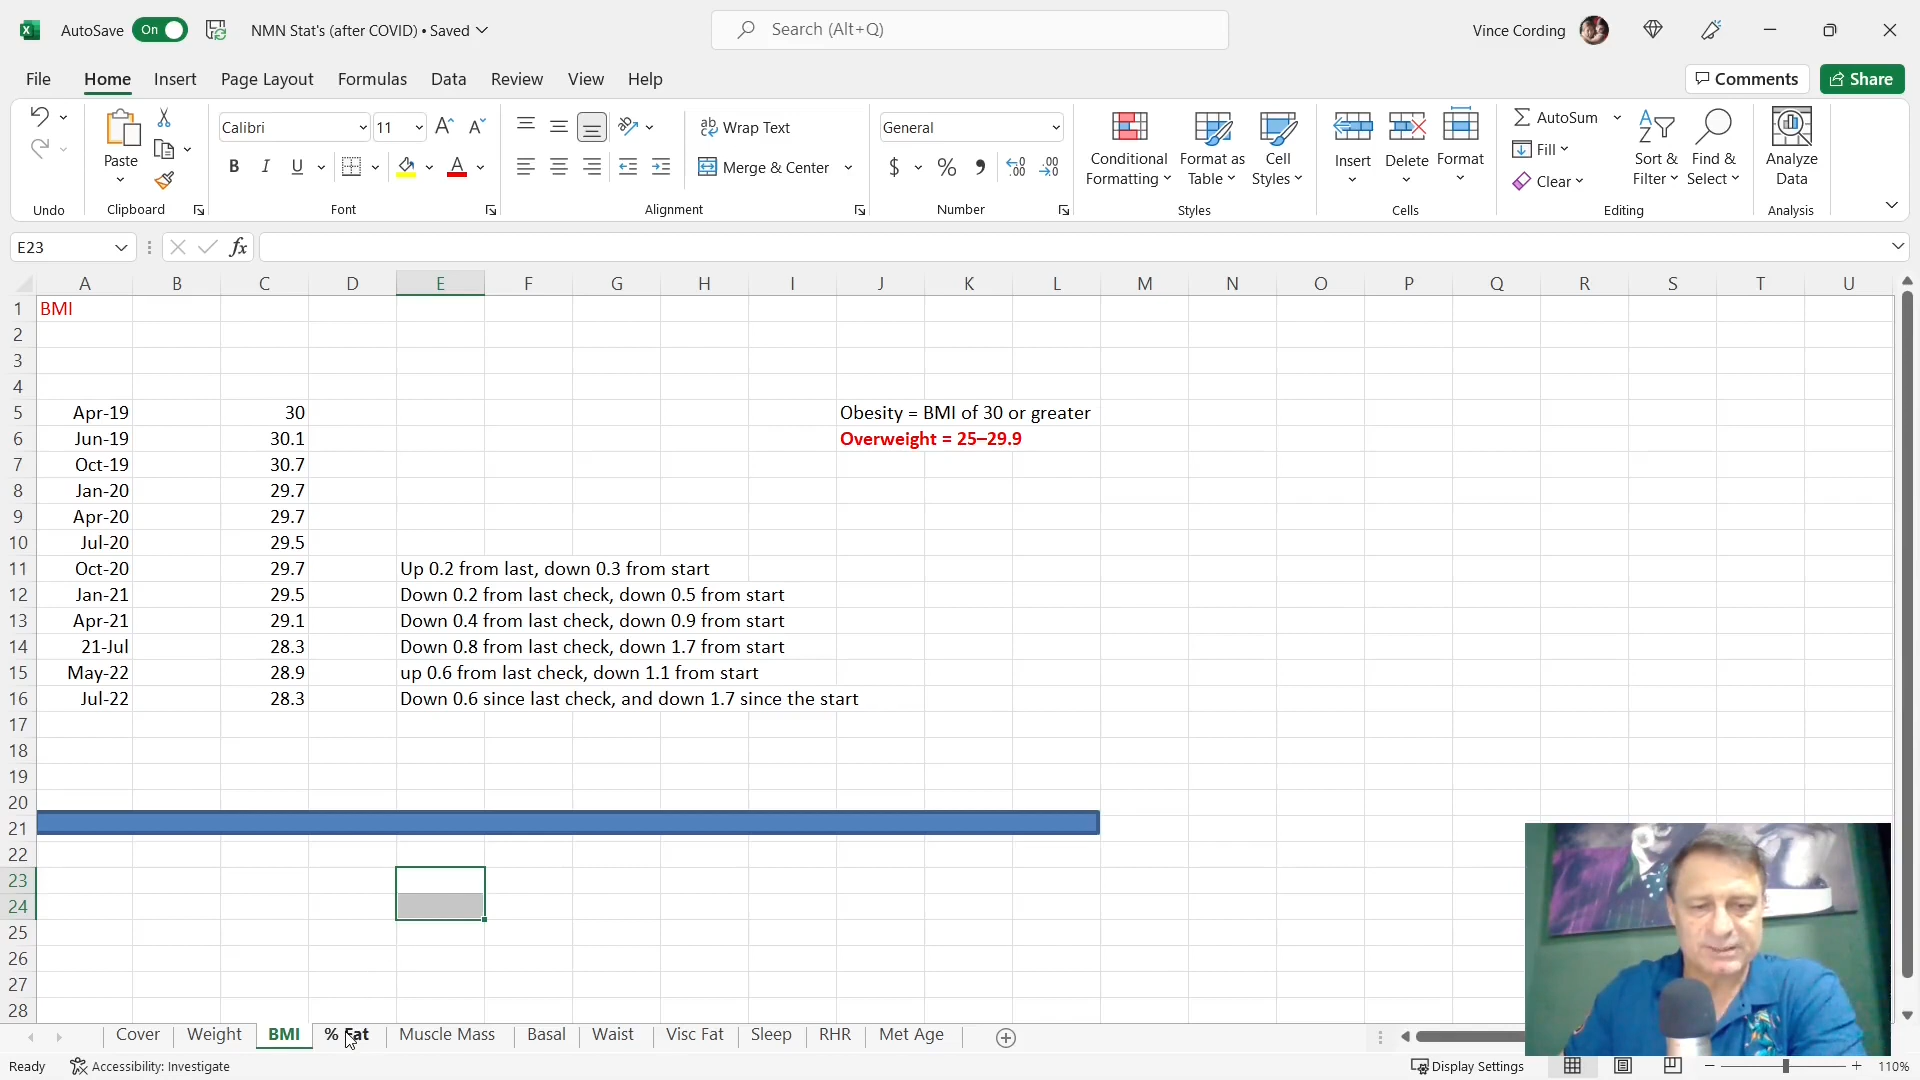 AutoSave On NMN Stat's (after COVID) • Saved Search (Alt+Q) Vince Cording
File Home Insert Page Layout Formulas Data Review View Help Comments Share
Calibri 11 Wrap Text General AutoSum
Paste B I U Merge & Center $ % Conditional Formatting Format as Table Cell Styles Insert Delete Format Fill Clear Sort & Filter Find & Select Analyze Data
Undo Clipboard Font Alignment Number Styles Cells Editing Analysis
E23 fx
A B C D E F G H I J K L M N O P Q R S T U
1 BMI
2
3
4
5 Apr-19 30 Obesity = BMI of 30 or greater
6 Jun-19 30.1 Overweight = 25–29.9
7 Oct-19 30.7
8 Jan-20 29.7
9 Apr-20 29.7
10 Jul-20 29.5
11 Oct-20 29.7 Up 0.2 from last, down 0.3 from start
12 Jan-21 29.5 Down 0.2 from last check, down 0.5 from start
13 Apr-21 29.1 Down 0.4 from last check, down 0.9 from start
14 21-Jul 28.3 Down 0.8 from last check, down 1.7 from start
15 May-22 28.9 up 0.6 from last check, down 1.1 from start
16 Jul-22 28.3 Down 0.6 since last check, and down 1.7 since the start
17
18
19
20
21
22
23
24
25
26
27
28
Cover Weight BMI % Fat Muscle Mass Basal Waist Visc Fat Sleep RHR Met Age
Ready Accessibility: Investigate Display Settings 110%